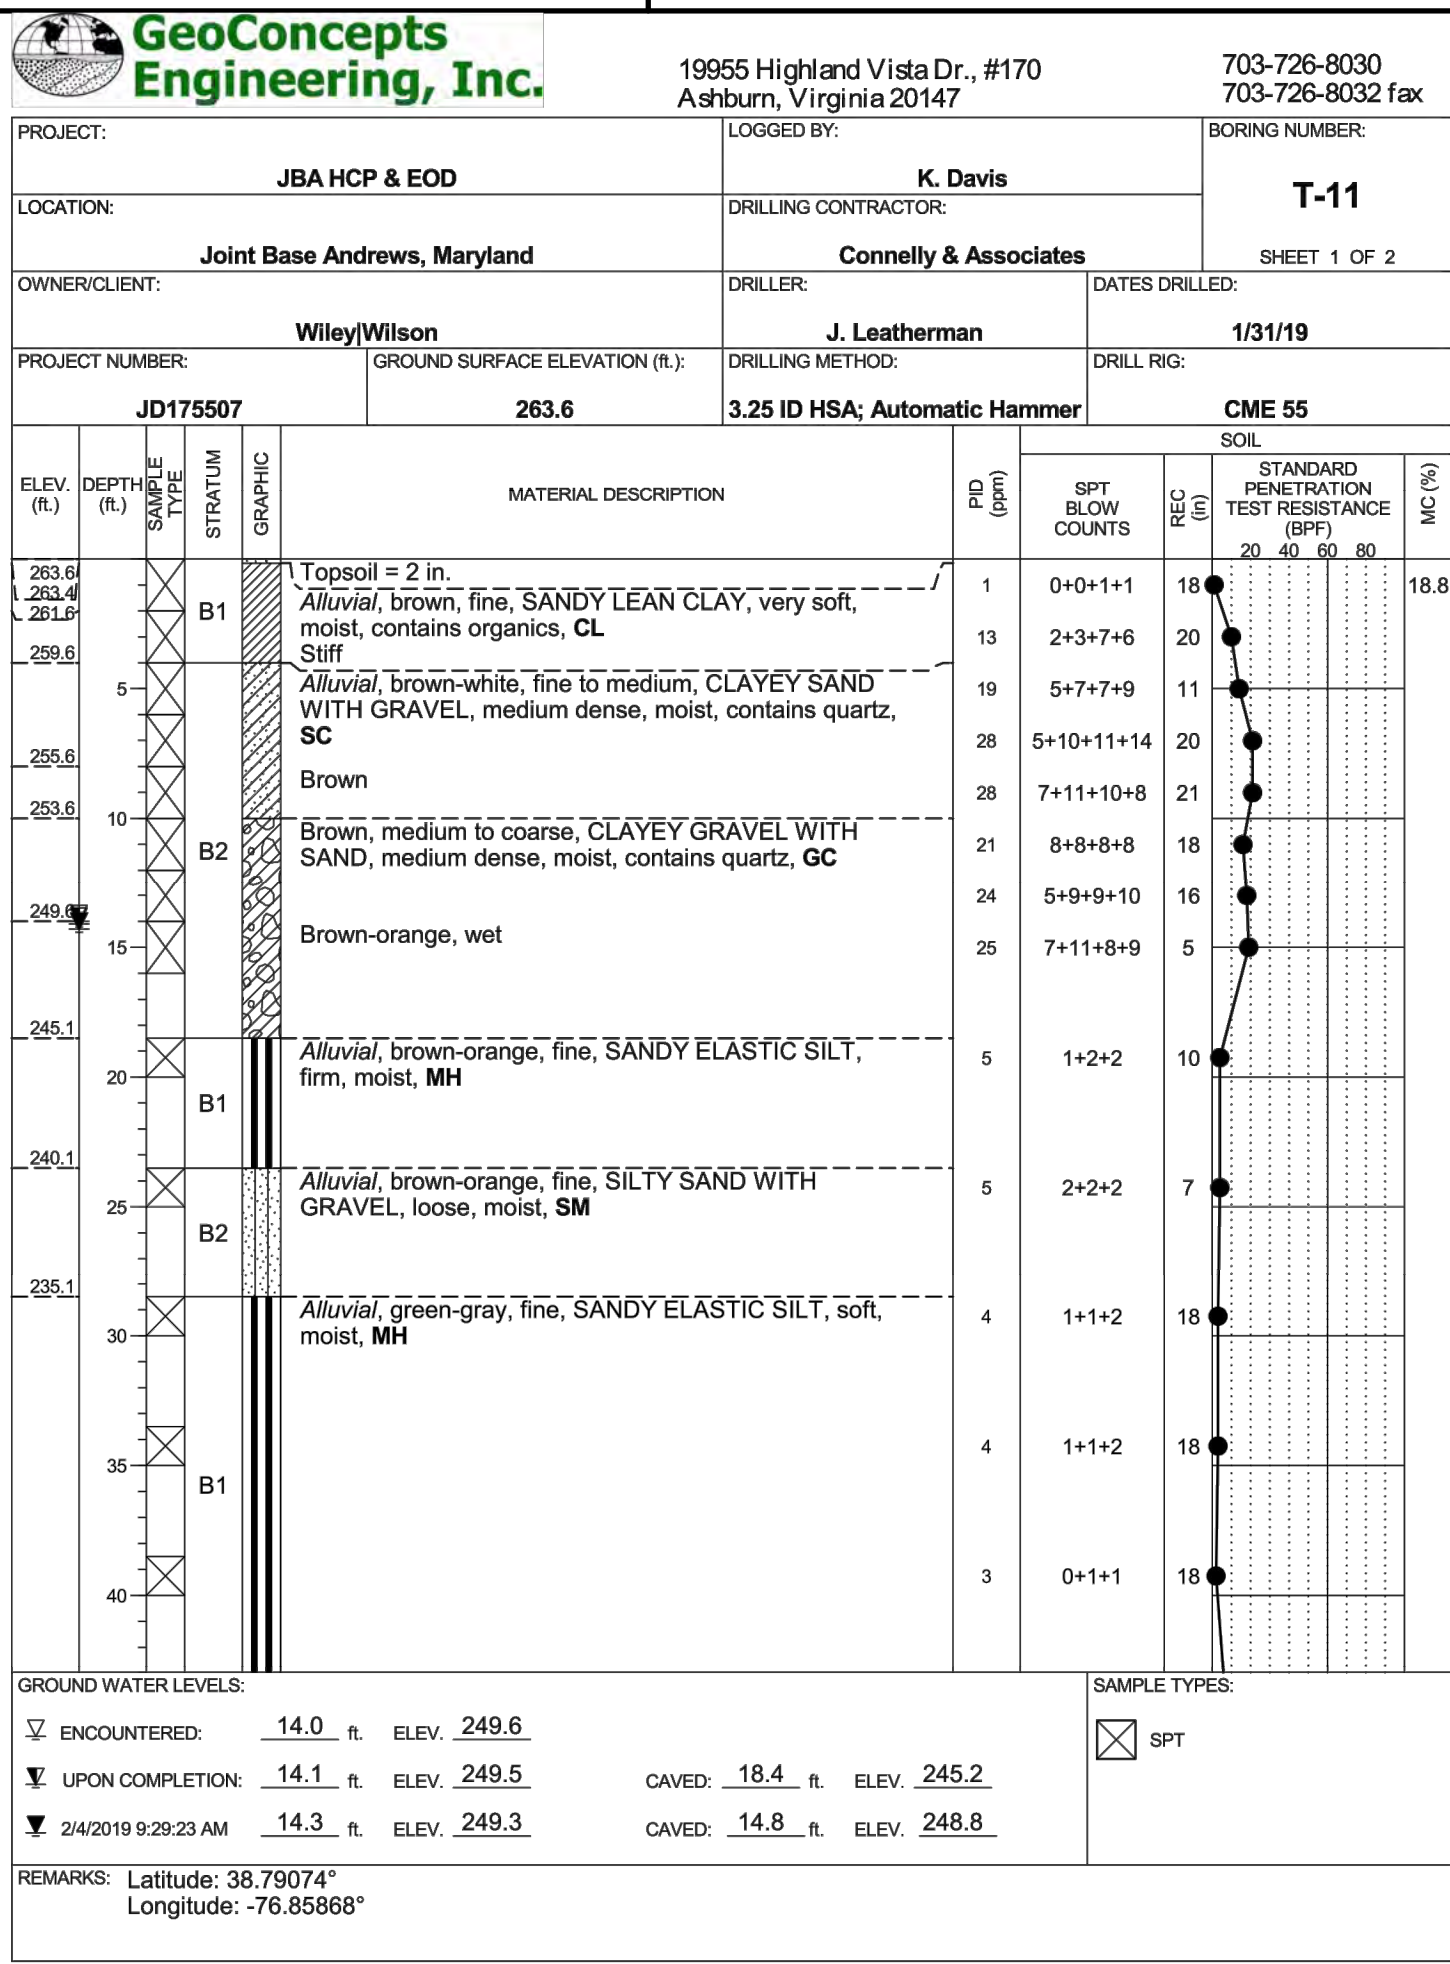 GeoConcepts
Engineering, Inc.
19955 Highland Vista Dr., #170
Ashburn, Virginia 20147
703-726-8030
703-726-8032 fax
PROJECT:
JBA HCP & EOD
LOGGED BY:
K. Davis
BORING NUMBER:
T-11
SHEET 1 OF 2
LOCATION:
Joint Base Andrews, Maryland
DRILLING CONTRACTOR:
Connelly & Associates
OWNER/CLIENT:
Wiley|Wilson
DRILLER:
J. Leatherman
DATES DRILLED:
1/31/19
PROJECT NUMBER:
JD175507
GROUND SURFACE ELEVATION (ft.):
263.6
DRILLING METHOD:
3.25 ID HSA; Automatic Hammer
DRILL RIG:
CME 55
ELEV. (ft.)
DEPTH (ft.)
SAMPLE TYPE
STRATUM
GRAPHIC
MATERIAL DESCRIPTION
PID (ppm)
SOIL
SPT BLOW COUNTS
REC (in)
STANDARD PENETRATION TEST RESISTANCE (BPF)
20 40 60 80
MC (%)
263.6
Topsoil = 2 in.
263.4
B1
Alluvial, brown, fine, SANDY LEAN CLAY, very soft,
moist, contains organics, CL
1 0+0+1+1 18 18.8
261.6
Stiff
13 2+3+7+6 20
259.6
5
Alluvial, brown-white, fine to medium, CLAYEY SAND
WITH GRAVEL, medium dense, moist, contains quartz,
SC
19 5+7+7+9 11
28 5+10+11+14 20
255.6
Brown
28 7+11+10+8 21
253.6
10
B2
Brown, medium to coarse, CLAYEY GRAVEL WITH
SAND, medium dense, moist, contains quartz, GC
21 8+8+8+8 18
24 5+9+9+10 16
249.6
15
Brown-orange, wet
25 7+11+8+9 5
245.1
Alluvial, brown-orange, fine, SANDY ELASTIC SILT,
firm, moist, MH
5 1+2+2 10
20
B1
240.1
Alluvial, brown-orange, fine, SILTY SAND WITH
GRAVEL, loose, moist, SM
5 2+2+2 7
25
B2
235.1
Alluvial, green-gray, fine, SANDY ELASTIC SILT, soft,
moist, MH
4 1+1+2 18
30
4 1+1+2 18
35
B1
3 0+1+1 18
40
GROUND WATER LEVELS:
ENCOUNTERED: 14.0 ft. ELEV. 249.6
UPON COMPLETION: 14.1 ft. ELEV. 249.5 CAVED: 18.4 ft. ELEV. 245.2
2/4/2019 9:29:23 AM 14.3 ft. ELEV. 249.3 CAVED: 14.8 ft. ELEV. 248.8
SAMPLE TYPES:
SPT
REMARKS: Latitude: 38.79074°
Longitude: -76.85868°